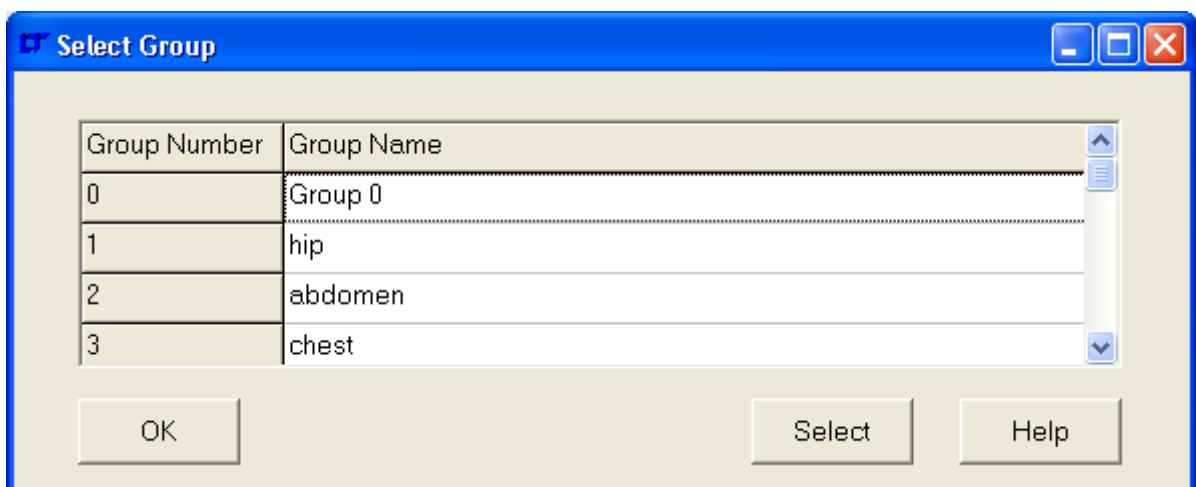 Select Group
Group Number Group Name
0 Group 0
1 hip
2 abdomen
3 chest
OK Select Help